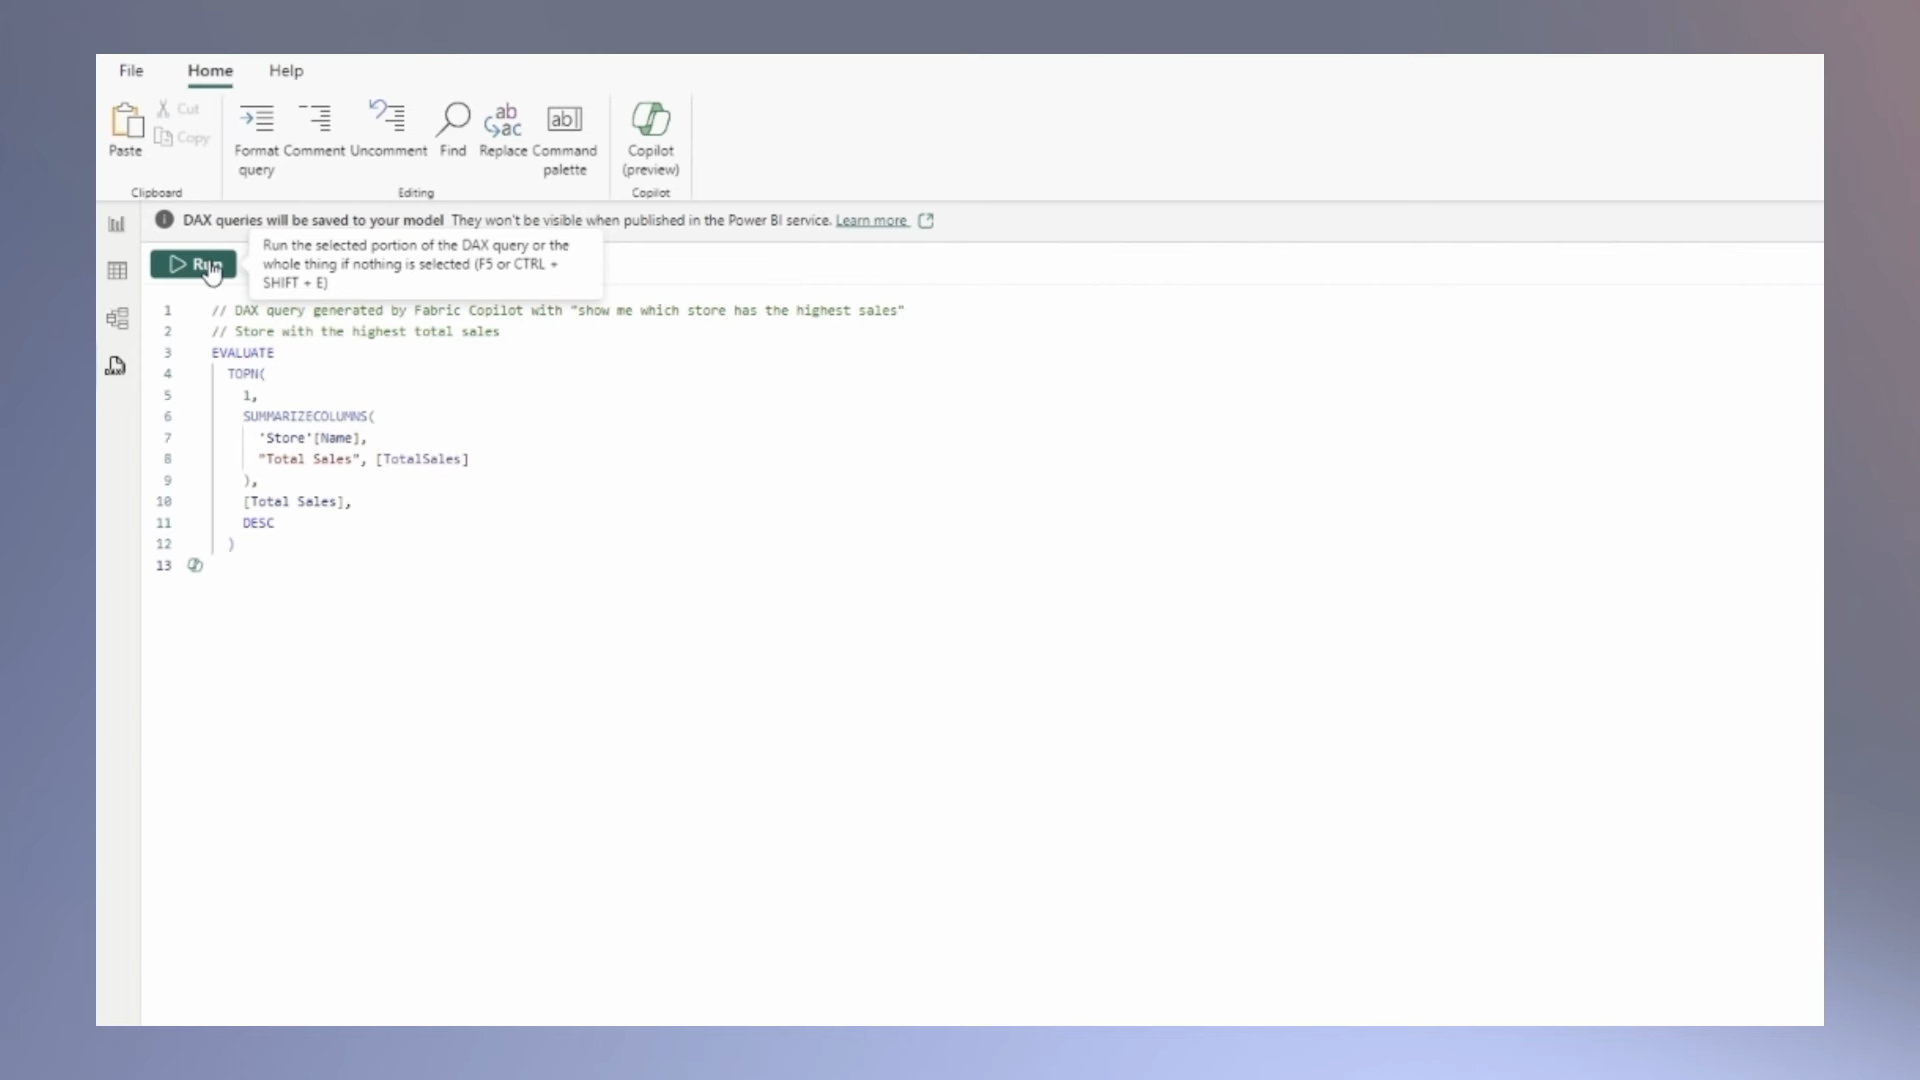 File Home Help
Cut
Copy
Paste
Format query
Comment
Uncomment
Find
Replace
Command palette
Copilot (preview)
Clipboard
Editing
Copilot
DAX queries will be saved to your model They won't be visible when published in the Power BI service. Learn more
Run
Run the selected portion of the DAX query or the
whole thing if nothing is selected (F5 or CTRL +
SHIFT + E)
1 // DAX query generated by Fabric Copilot with "show me which store has the highest sales"
2 // Store with the highest total sales
3 EVALUATE
4 TOPN(
5 1,
6 SUMMARIZECOLUMNS(
7 'Store'[Name],
8 "Total Sales", [TotalSales]
9 ),
10 [Total Sales],
11 DESC
12 )
13
DAX